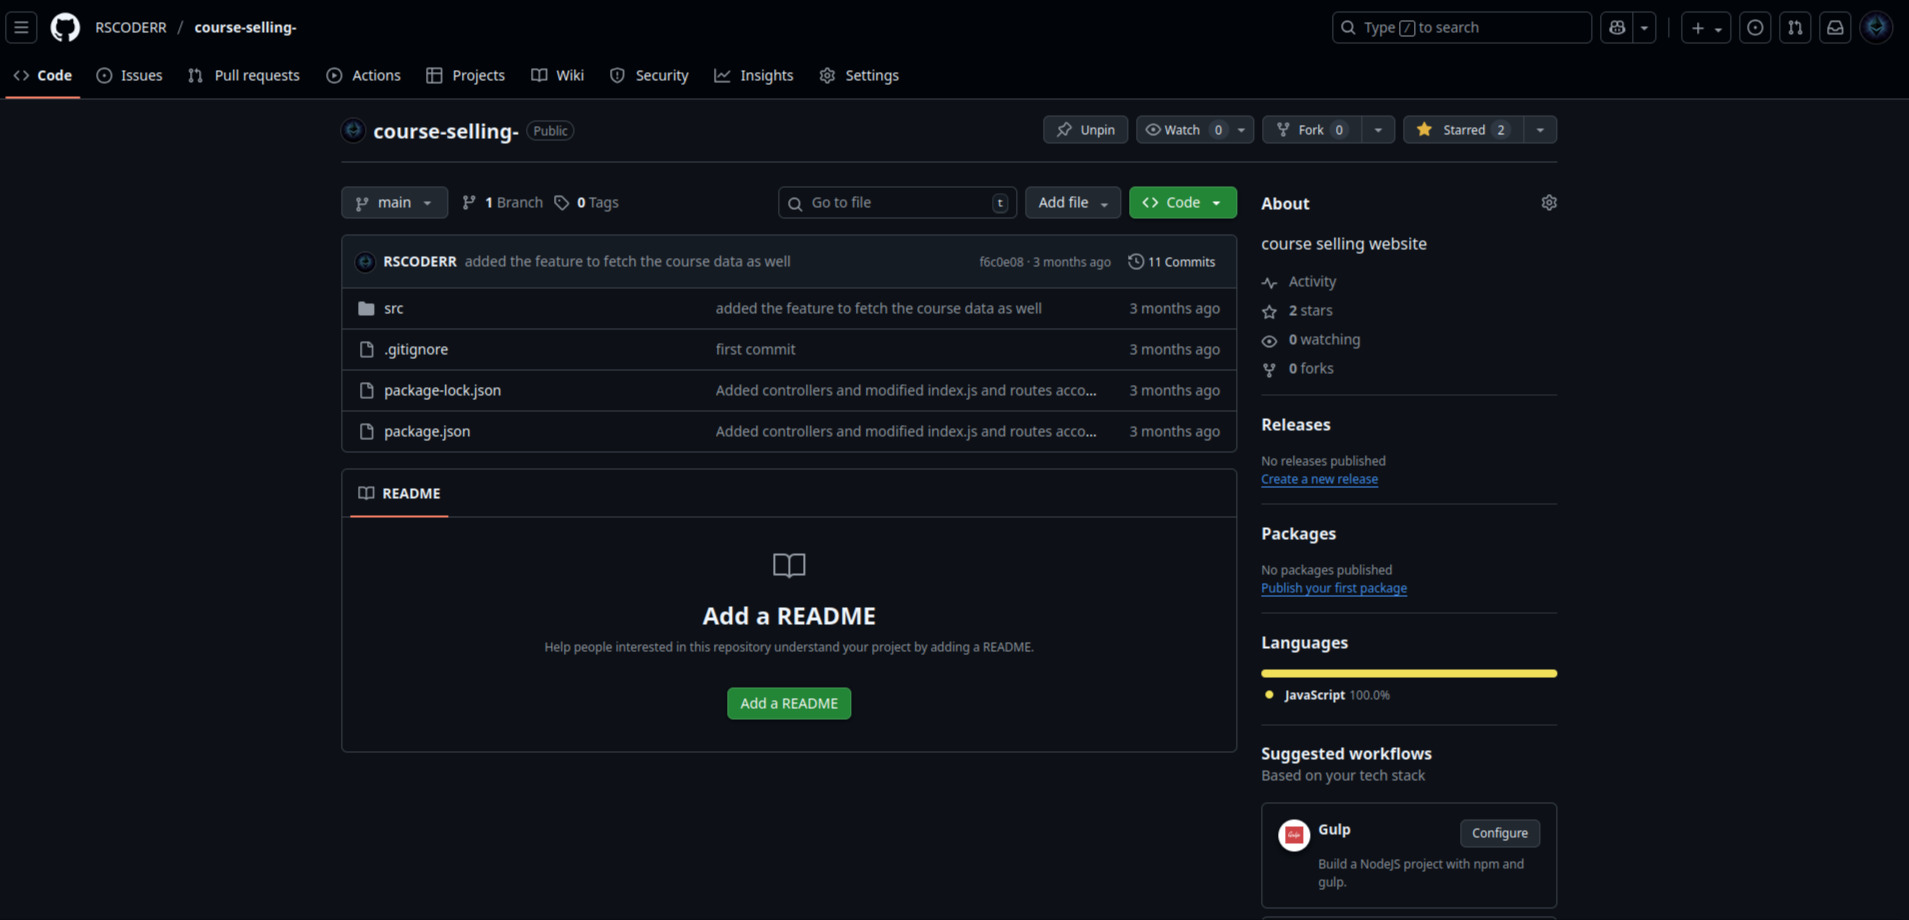 RSCODERR / course-selling-
Type / to search
Code Issues Pull requests Actions Projects Wiki Security Insights Settings
course-selling- Public
Unpin Watch 0 Fork 0 Starred 2
main 1 Branch 0 Tags
Go to file t Add file Code
RSCODERR added the feature to fetch the course data as well f6c0e08 · 3 months ago 11 Commits
src added the feature to fetch the course data as well 3 months ago
.gitignore first commit 3 months ago
package-lock.json Added controllers and modified index.js and routes acco... 3 months ago
package.json Added controllers and modified index.js and routes acco... 3 months ago
README
Add a README
Help people interested in this repository understand your project by adding a README.
Add a README
About
course selling website
Activity
2 stars
0 watching
0 forks
Releases
No releases published
Create a new release
Packages
No packages published
Publish your first package
Languages
JavaScript 100.0%
Suggested workflows
Based on your tech stack
Gulp
Gulp Configure
Build a NodeJS project with npm and
gulp.